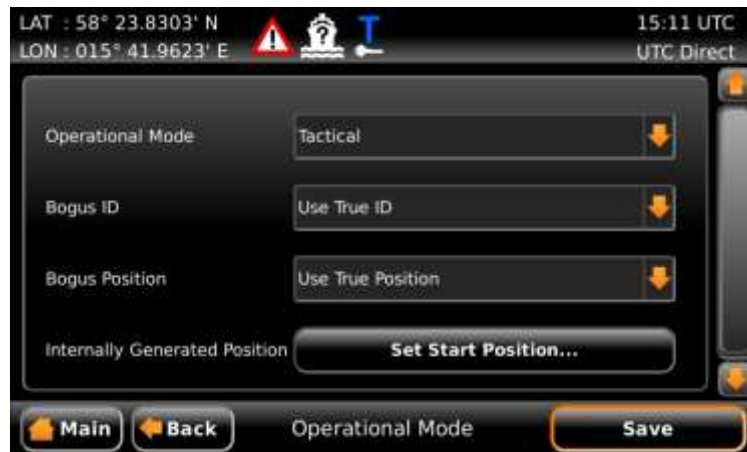 LAT : 58° 23.8303' N
15:11 UTC
LON : 015° 41.9623' E
UTC Direct
Operational Mode
Tactical
Bogus ID
Use True ID
Bogus Position
Use True Position
Internally Generated Position
Set Start Position...
Main
Back
Operational Mode
Save